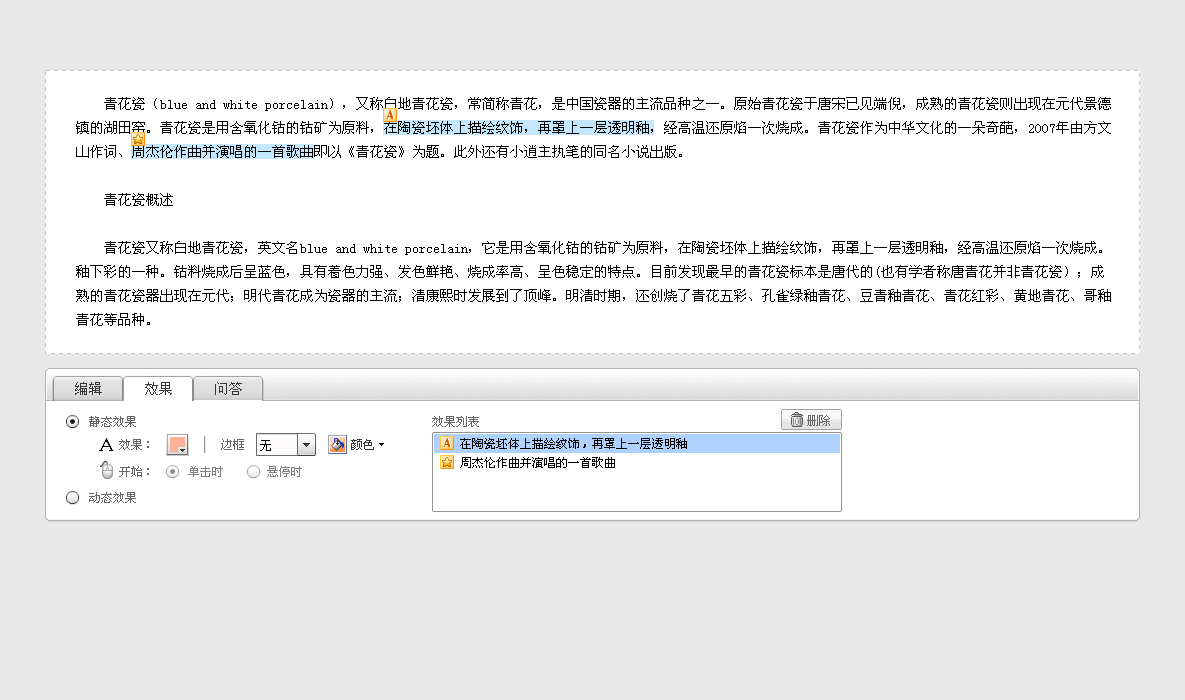 青花瓷（blue and white porcelain），又称白地青花瓷，常简称青花，是中国瓷器的主流品种之一。原始青花瓷于唐宋已见端倪，成熟的青花瓷则出现在元代景德
镇的湖田窑。青花瓷是用含氧化钴的钴矿为原料，在陶瓷坯体上描绘纹饰，再罩上一层透明釉，经高温还原焰一次烧成。青花瓷作为中华文化的一朵奇葩，2007年由方文
山作词、周杰伦作曲并演唱的一首歌曲即以《青花瓷》为题。此外还有小逍主执笔的同名小说出版。
青花瓷概述
青花瓷又称白地青花瓷，英文名blue and white porcelain，它是用含氧化钴的钴矿为原料，在陶瓷坯体上描绘纹饰，再罩上一层透明釉，经高温还原焰一次烧成。
釉下彩的一种。钴料烧成后呈蓝色，具有着色力强、发色鲜艳、烧成率高、呈色稳定的特点。目前发现最早的青花瓷标本是唐代的(也有学者称唐青花并非青花瓷）；成
熟的青花瓷器出现在元代；明代青花成为瓷器的主流；清康熙时发展到了顶峰。明清时期，还创烧了青花五彩、孔雀绿釉青花、豆青釉青花、青花红彩、黄地青花、哥釉
青花等品种。
编辑 效果 问答
静态效果 效果列表 删除
A 效果： | 边框 无 颜色
A 在陶瓷坯体上描绘纹饰，再罩上一层透明釉
周杰伦作曲并演唱的一首歌曲
开始： 单击时 悬停时
动态效果